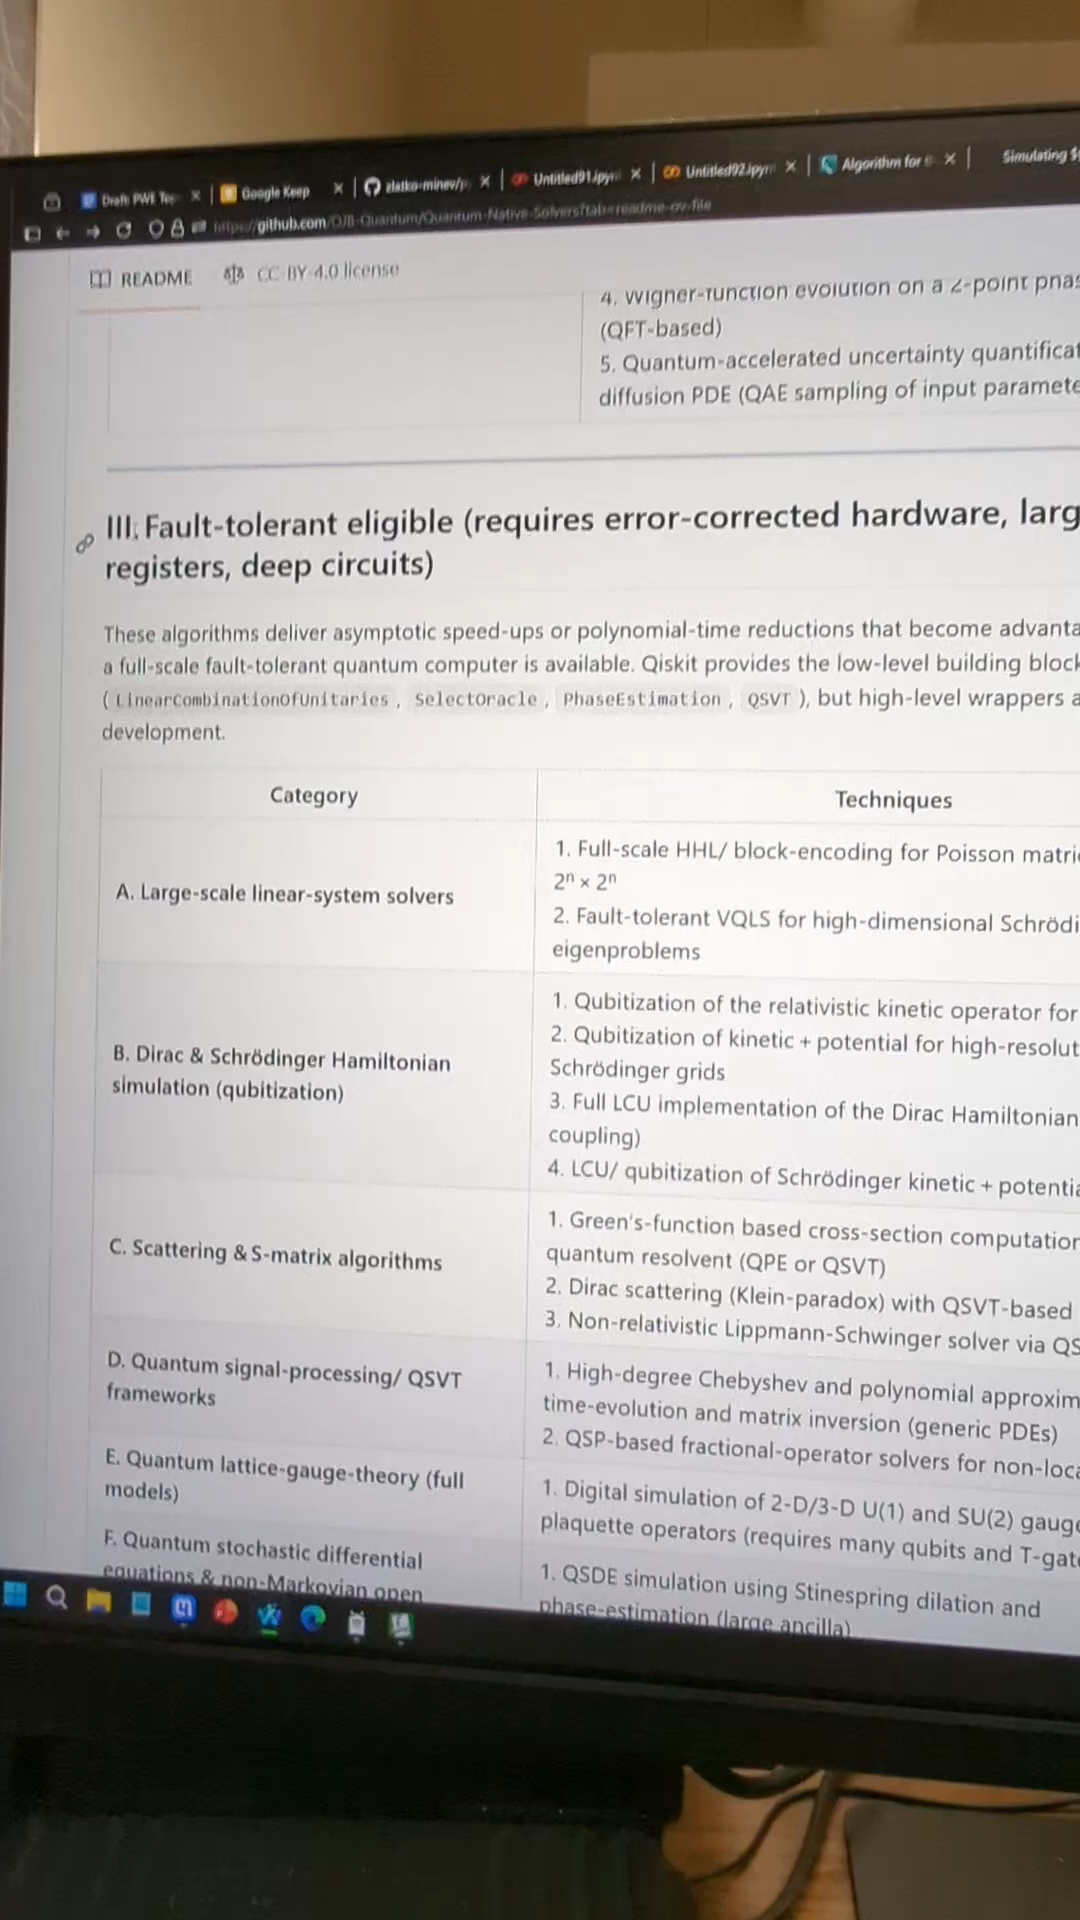 Google Keep
zlatko-minev/p
Untitled91.ipyn
Untitled92.ipyn
Algorithm for
Simulating
github.com
Quantum/Quantum-Native-Solvers?tab=readme-ov-file
README
CC-BY-4.0 license
4. Wigner-function evolution on a 2-point phas
(QFT-based)
5. Quantum-accelerated uncertainty quantificat
diffusion PDE (QAE sampling of input paramete
III. Fault-tolerant eligible (requires error-corrected hardware, larg
registers, deep circuits)
These algorithms deliver asymptotic speed-ups or polynomial-time reductions that become advanta
a full-scale fault-tolerant quantum computer is available. Qiskit provides the low-level building block
( LinearCombinationOfUnitaries , SelectOracle , PhaseEstimation , QSVT ), but high-level wrappers a
development.
Category
Techniques
A. Large-scale linear-system solvers
1. Full-scale HHL/ block-encoding for Poisson matri
2ⁿ × 2ⁿ
2. Fault-tolerant VQLS for high-dimensional Schrödi
eigenproblems
B. Dirac & Schrödinger Hamiltonian
simulation (qubitization)
1. Qubitization of the relativistic kinetic operator for
2. Qubitization of kinetic + potential for high-resolut
Schrödinger grids
3. Full LCU implementation of the Dirac Hamiltonian
coupling)
4. LCU/ qubitization of Schrödinger kinetic + potentia
C. Scattering & S-matrix algorithms
1. Green's-function based cross-section computation
quantum resolvent (QPE or QSVT)
2. Dirac scattering (Klein-paradox) with QSVT-based
3. Non-relativistic Lippmann-Schwinger solver via QS
D. Quantum signal-processing/ QSVT
frameworks
1. High-degree Chebyshev and polynomial approxim
time-evolution and matrix inversion (generic PDEs)
2. QSP-based fractional-operator solvers for non-loca
E. Quantum lattice-gauge-theory (full
models)
1. Digital simulation of 2-D/3-D U(1) and SU(2) gauge
plaquette operators (requires many qubits and T-gat
F. Quantum stochastic differential
equations & non-Markovian open
1. QSDE simulation using Stinespring dilation and
phase-estimation (large ancilla)